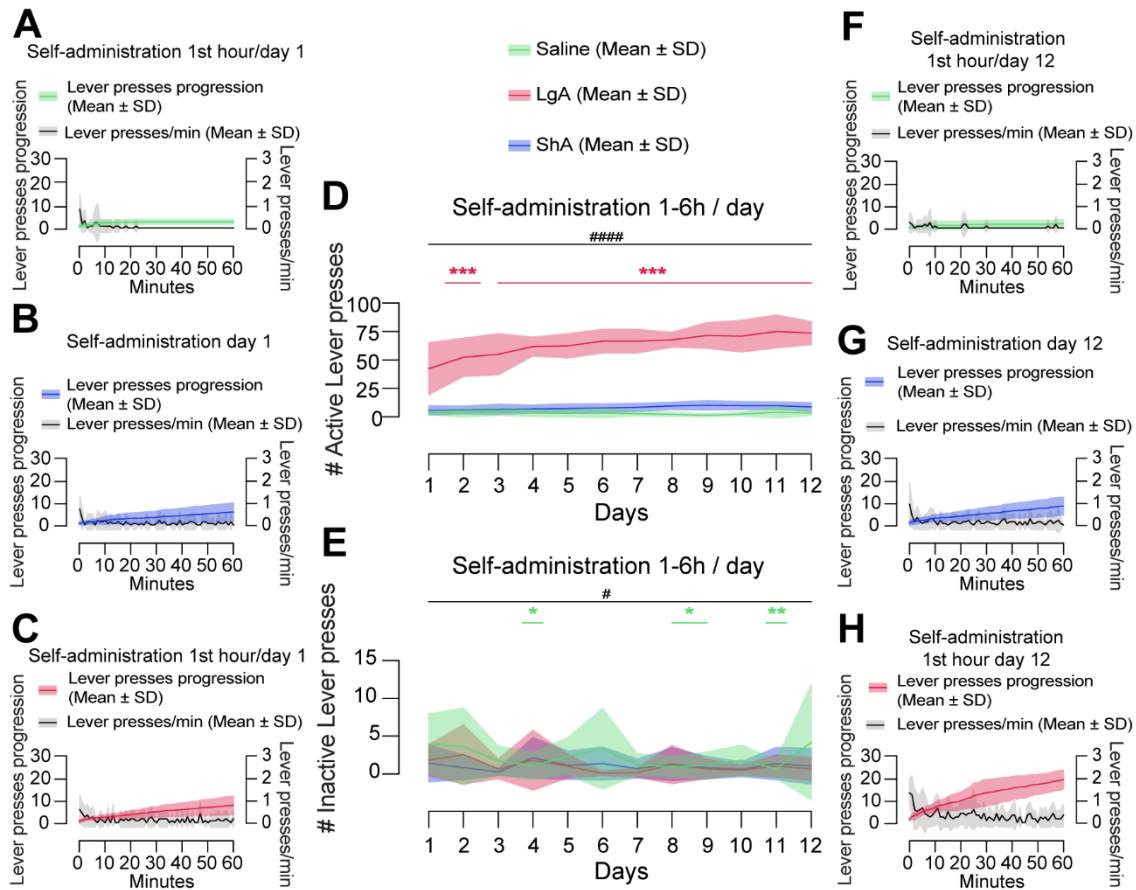 A
Self-administration 1st hour/day 1
Lever presses progression
(Mean ± SD)
Lever presses/min (Mean ± SD)
Lever presses progression
30
20
10
0
3
2
1
0
Lever presses/min
0 10 20 30 40 50 60
Minutes
B
Self-administration day 1
Lever presses progression
(Mean ± SD)
Lever presses/min (Mean ± SD)
Lever presses progression
30
20
10
0
3
2
1
0
Lever presses/min
0 10 20 30 40 50 60
Minutes
C
Self-administration 1st hour/day 1
Lever presses progression
(Mean ± SD)
Lever presses/min (Mean ± SD)
Lever presses progression
30
20
10
0
3
2
1
0
Lever presses/min
0 10 20 30 40 50 60
Minutes
Saline (Mean ± SD)
LgA (Mean ± SD)
ShA (Mean ± SD)
D
Self-administration 1-6h / day
####
*** ***
# Active Lever presses
100
75
50
25
0
1 2 3 4 5 6 7 8 9 10 11 12
Days
E
Self-administration 1-6h / day
#
* * **
# Inactive Lever presses
15
10
5
0
1 2 3 4 5 6 7 8 9 10 11 12
Days
F
Self-administration
1st hour/day 12
Lever presses progression
(Mean ± SD)
Lever presses/min (Mean ± SD)
Lever presses progression
30
20
10
0
3
2
1
0
Lever presses/min
0 10 20 30 40 50 60
Minutes
G
Self-administration day 12
Lever presses progression
(Mean ± SD)
Lever presses/min (Mean ± SD)
Lever presses progression
30
20
10
0
3
2
1
0
Lever presses/min
0 10 20 30 40 50 60
Minutes
H
Self-administration
1st hour day 12
Lever presses progression
(Mean ± SD)
Lever presses/min (Mean ± SD)
Lever presses progression
30
20
10
0
3
2
1
0
Lever presses/min
0 10 20 30 40 50 60
Minutes